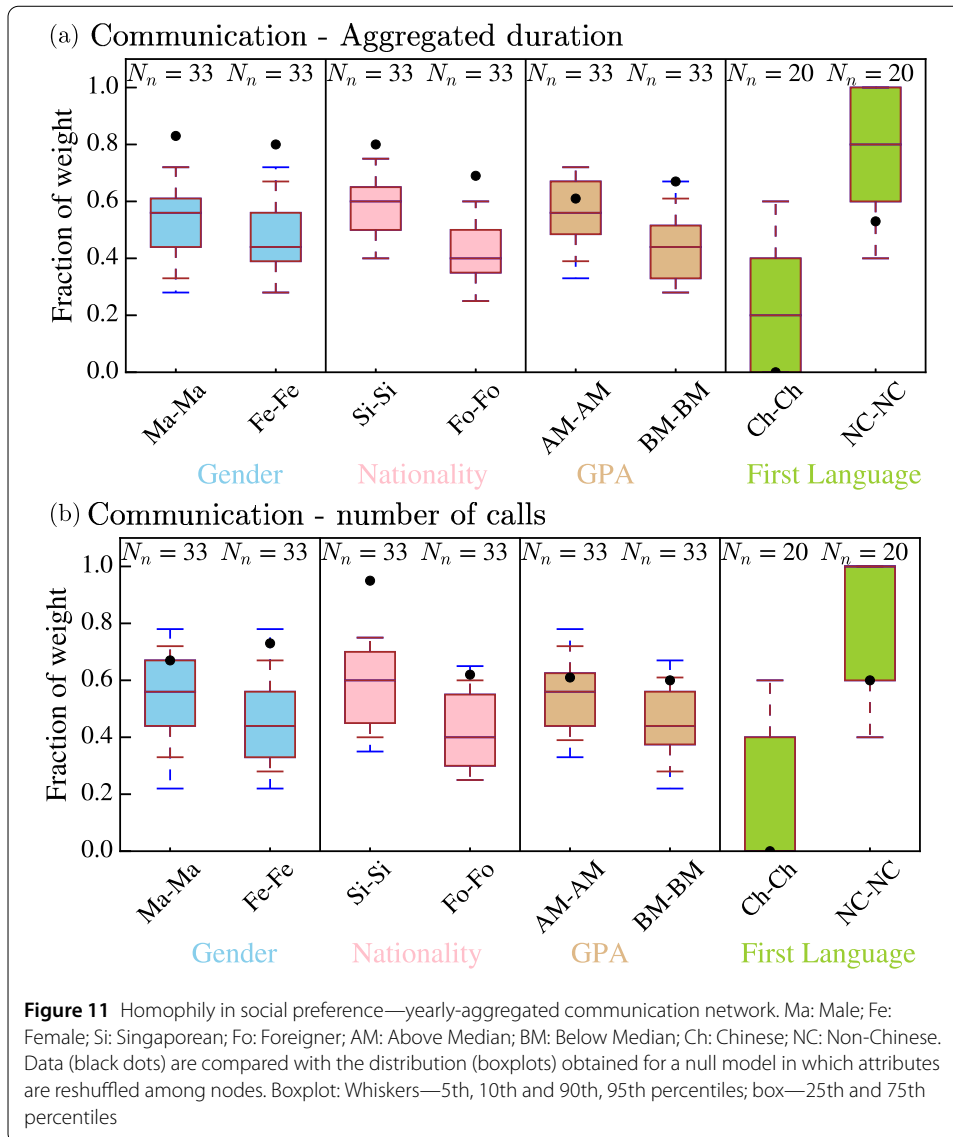 (a) Communication - Aggregated duration
N_n = 33 N_n = 33 N_n = 33 N_n = 33 N_n = 33 N_n = 33 N_n = 20 N_n = 20
1.0
0.8
0.6
0.4
0.2
0.0
Fraction of weight
Ma-Ma Fe-Fe Si-Si Fo-Fo AM-AM BM-BM Ch-Ch NC-NC
Gender Nationality GPA First Language
(b) Communication - number of calls
N_n = 33 N_n = 33 N_n = 33 N_n = 33 N_n = 33 N_n = 33 N_n = 20 N_n = 20
1.0
0.8
0.6
0.4
0.2
0.0
Fraction of weight
Ma-Ma Fe-Fe Si-Si Fo-Fo AM-AM BM-BM Ch-Ch NC-NC
Gender Nationality GPA First Language
Figure 11 Homophily in social preference—yearly-aggregated communication network. Ma: Male; Fe:
Female; Si: Singaporean; Fo: Foreigner; AM: Above Median; BM: Below Median; Ch: Chinese; NC: Non-Chinese.
Data (black dots) are compared with the distribution (boxplots) obtained for a null model in which attributes
are reshuffled among nodes. Boxplot: Whiskers—5th, 10th and 90th, 95th percentiles; box—25th and 75th
percentiles